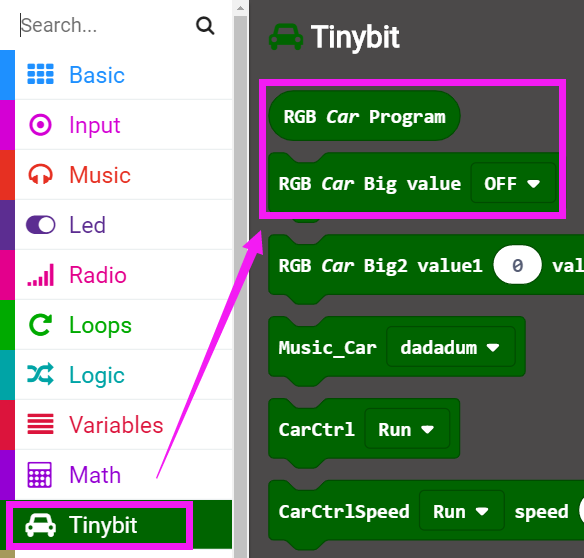 Search...
Basic
Input
Music
Led
Radio
Loops
Logic
Variables
Math
Tinybit
Tinybit
RGB Car Program
RGB Car Big value OFF
RGB Car Big2 value1 0 val
Music_Car dadadum
CarCtrl Run
CarCtrlSpeed Run speed